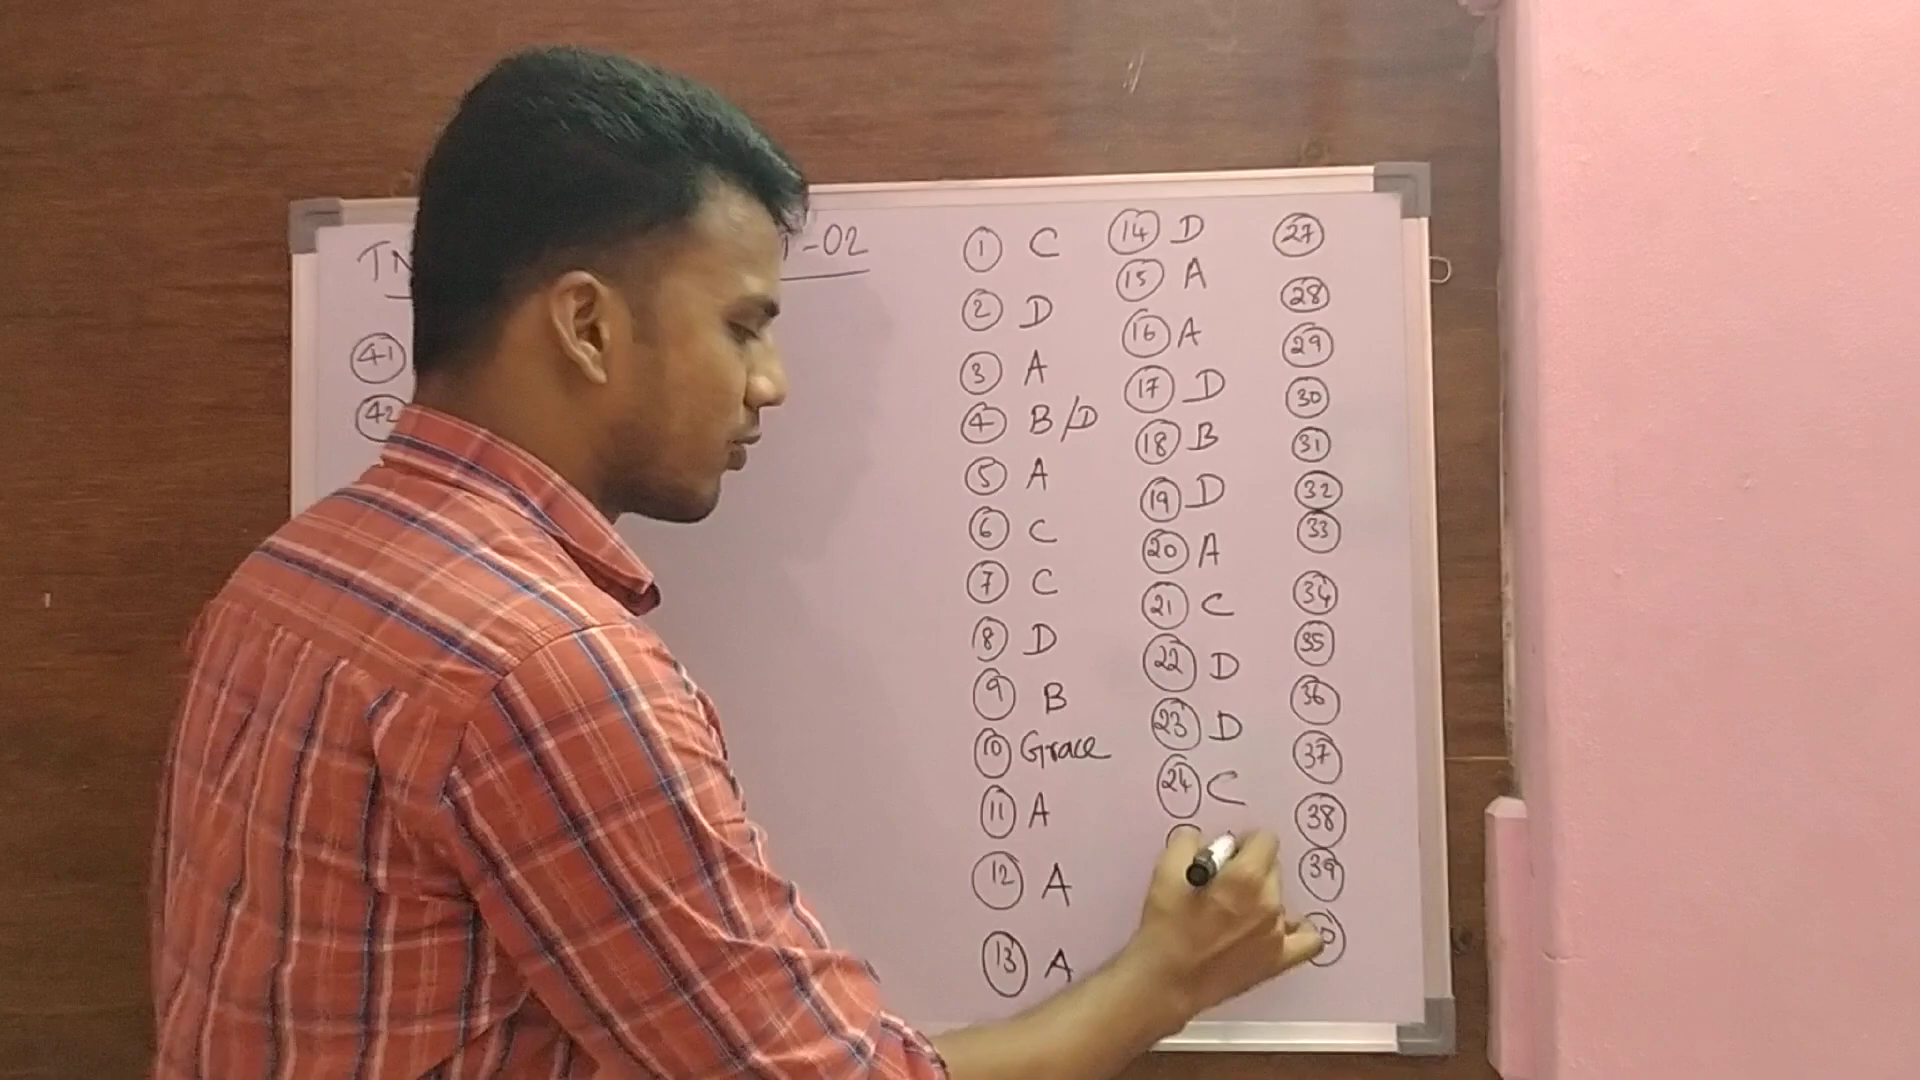 TN
T-02
41
42
1 C
2 D
3 A
4 B/D
5 A
6 C
7 C
8 D
9 B
10 Grace
11 A
12 A
13 A
14 D
15 A
16 A
17 D
18 B
19 D
20 A
21 C
22 D
23 D
24 C
27
28
29
30
31
32
33
34
35
36
37
38
39